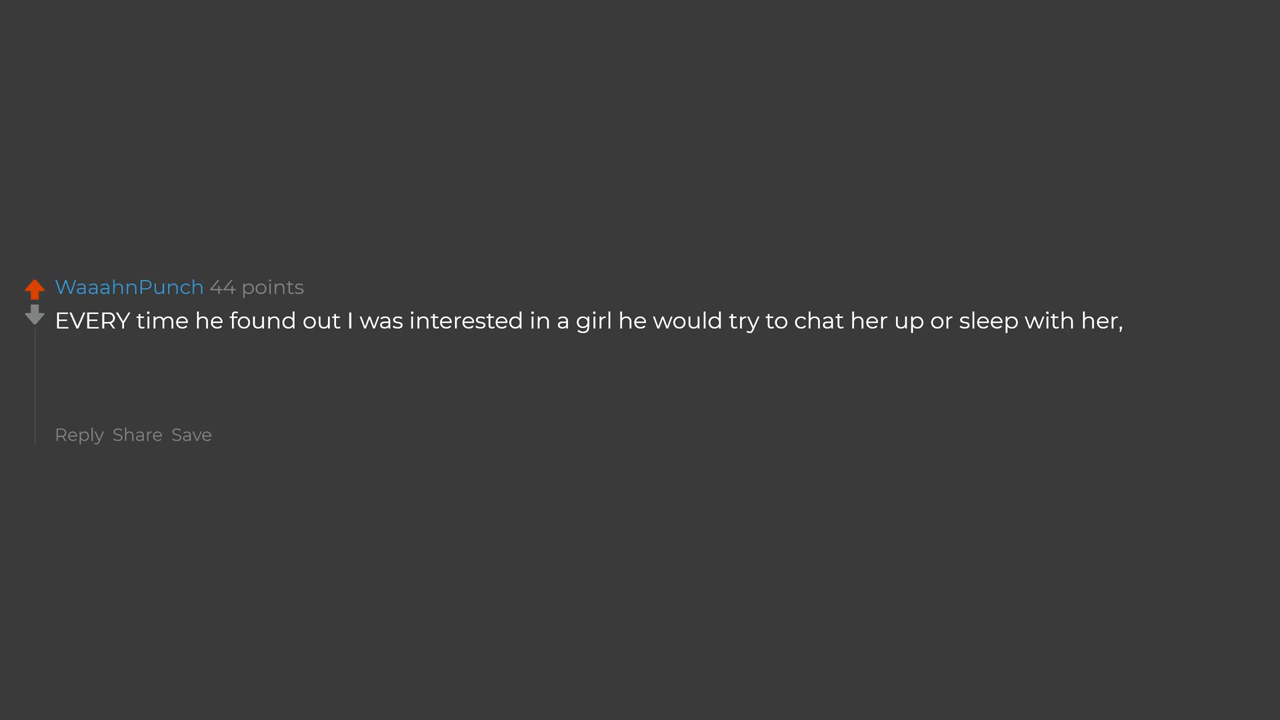 WaaahnPunch 44 points
EVERY time he found out I was interested in a girl he would try to chat her up or sleep with her,
Reply Share Save